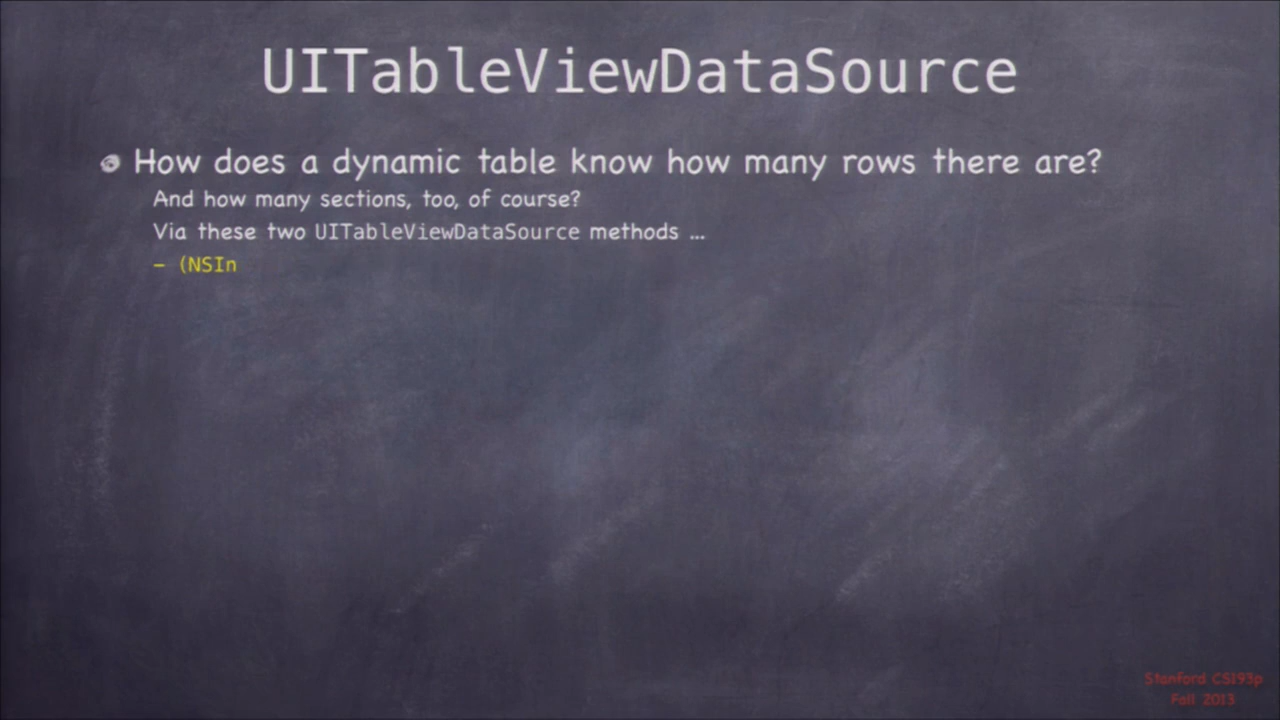 UITableViewDataSource
How does a dynamic table know how many rows there are?
And how many sections, too, of course?
Via these two UITableViewDataSource methods ...
– (NSIn
Stanford CS193p
Fall 2013